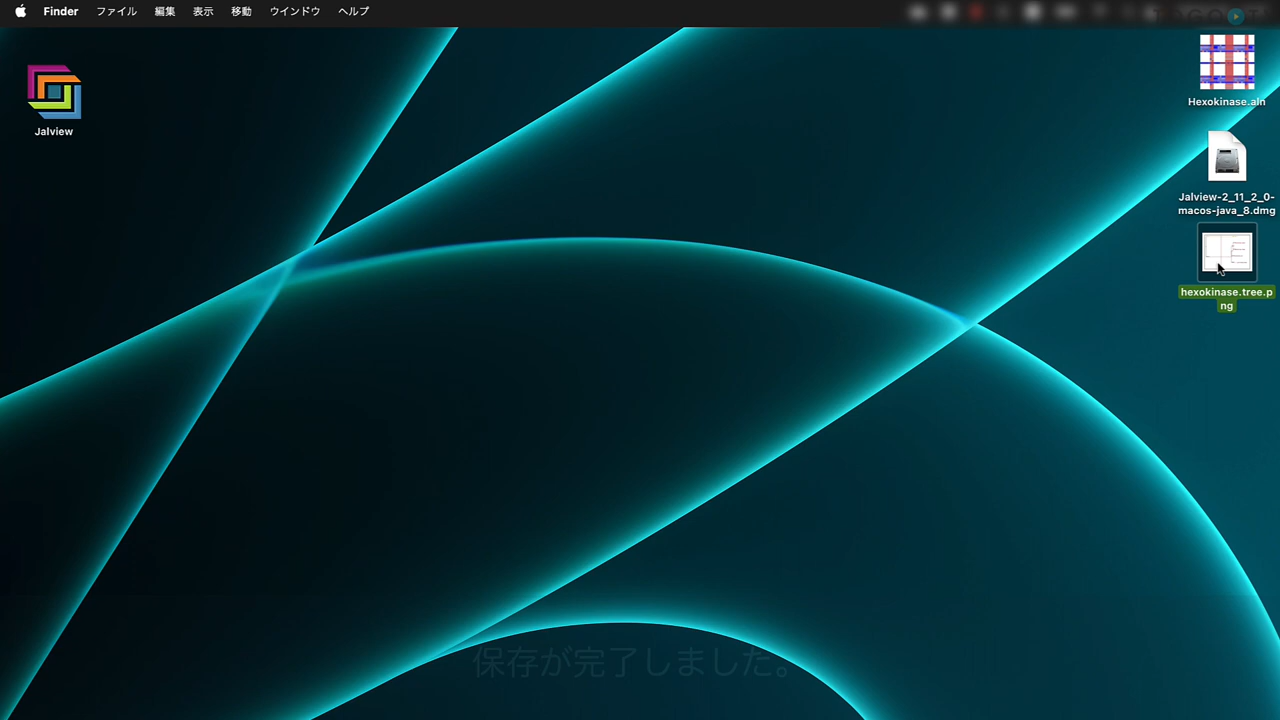 Finder ファイル 編集 表示 移動 ウインドウ ヘルプ
Jalview
Hexokinase.aln
Jalview-2_11_2_0-
macos-java_8.dmg
hexokinase.tree.p
ng
保存が完了しました。